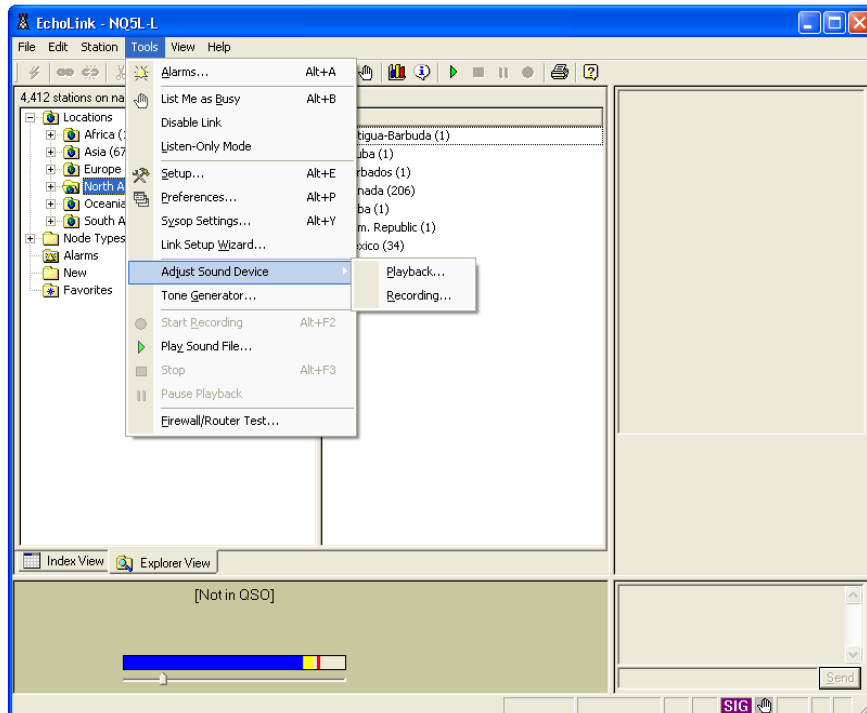 EchoLink - NQ5L-L
File Edit Station Tools View Help
4,412 stations on na
Locations
Africa (
Asia (67
Europe
North A
Oceania
South A
Node Types
Alarms
New
Favorites
Alarms... Alt+A
List Me as Busy Alt+B
Disable Link
Listen-Only Mode
Setup... Alt+E
Preferences... Alt+P
Sysop Settings... Alt+Y
Link Setup Wizard...
Adjust Sound Device
Tone Generator...
Start Recording Alt+F2
Play Sound File...
Stop Alt+F3
Pause Playback
Firewall/Router Test...
Playback...
Recording...
tigua-Barbuda (1)
uba (1)
rbados (1)
nada (206)
ba (1)
m. Republic (1)
xico (34)
Index View Explorer View
[Not in QSO]
Send
SIG